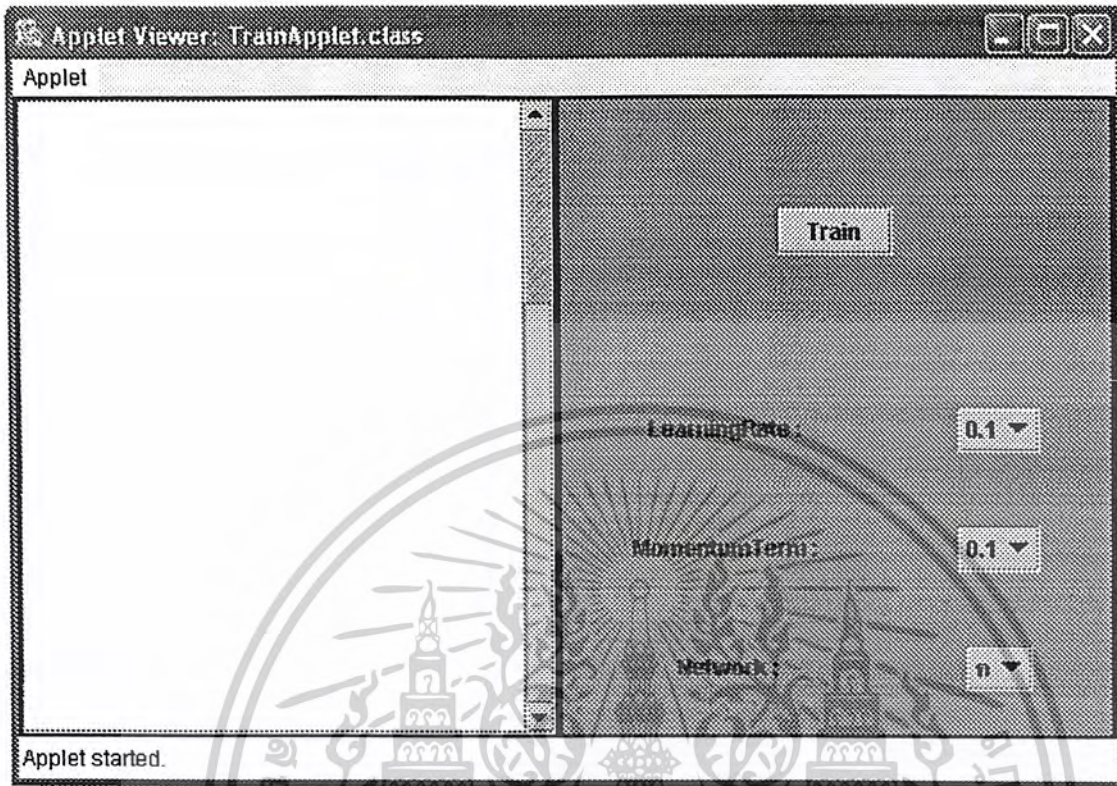 Applet Viewer: TrainApplet.class
Applet
Train
LearningRate:
0.1
MomentumTerm:
0.1
Network:
n
Applet started.